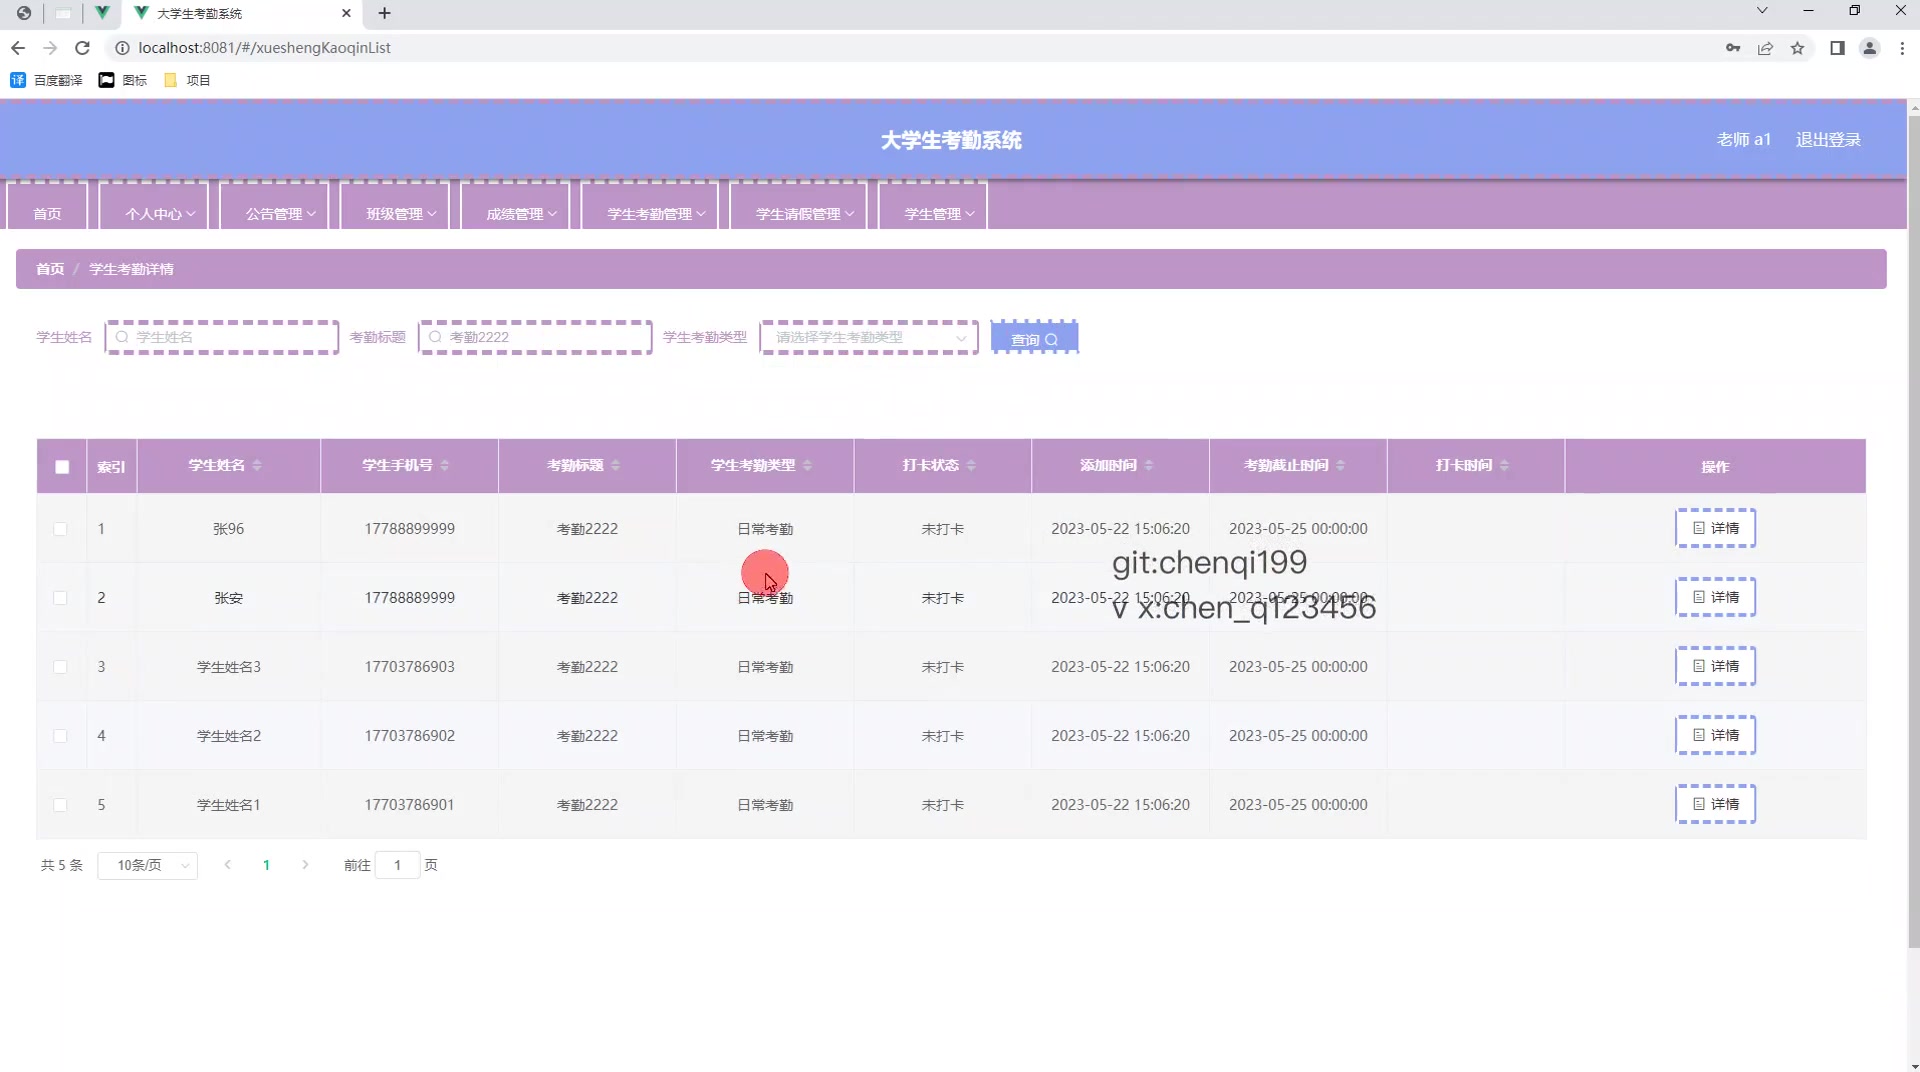 大学生考勤系统
localhost:8081/#/xueshengKaoqinList
百度翻译 图标 项目
大学生考勤系统
老师 a1 退出登录
首页 个人中心 公告管理 班级管理 成绩管理 学生考勤管理 学生请假管理 学生管理
首页 / 学生考勤详情
学生姓名 学生姓名 考勤标题 考勤2222 学生考勤类型 请选择学生考勤类型 查询
索引 学生姓名 学生手机号 考勤标题 学生考勤类型 打卡状态 添加时间 考勤截止时间 打卡时间 操作
1 张96 17788899999 考勤2222 日常考勤 未打卡 2023-05-22 15:06:20 2023-05-25 00:00:00 详情
git:chenqi199
2 张安 17788889999 考勤2222 日常考勤 未打卡 2023-05-22 15:06:20 2023-05-25 00:00:00 详情
v x:chen_q123456
3 学生姓名3 17703786903 考勤2222 日常考勤 未打卡 2023-05-22 15:06:20 2023-05-25 00:00:00 详情
4 学生姓名2 17703786902 考勤2222 日常考勤 未打卡 2023-05-22 15:06:20 2023-05-25 00:00:00 详情
5 学生姓名1 17703786901 考勤2222 日常考勤 未打卡 2023-05-22 15:06:20 2023-05-25 00:00:00 详情
共 5 条 10条/页 1 前往 1 页